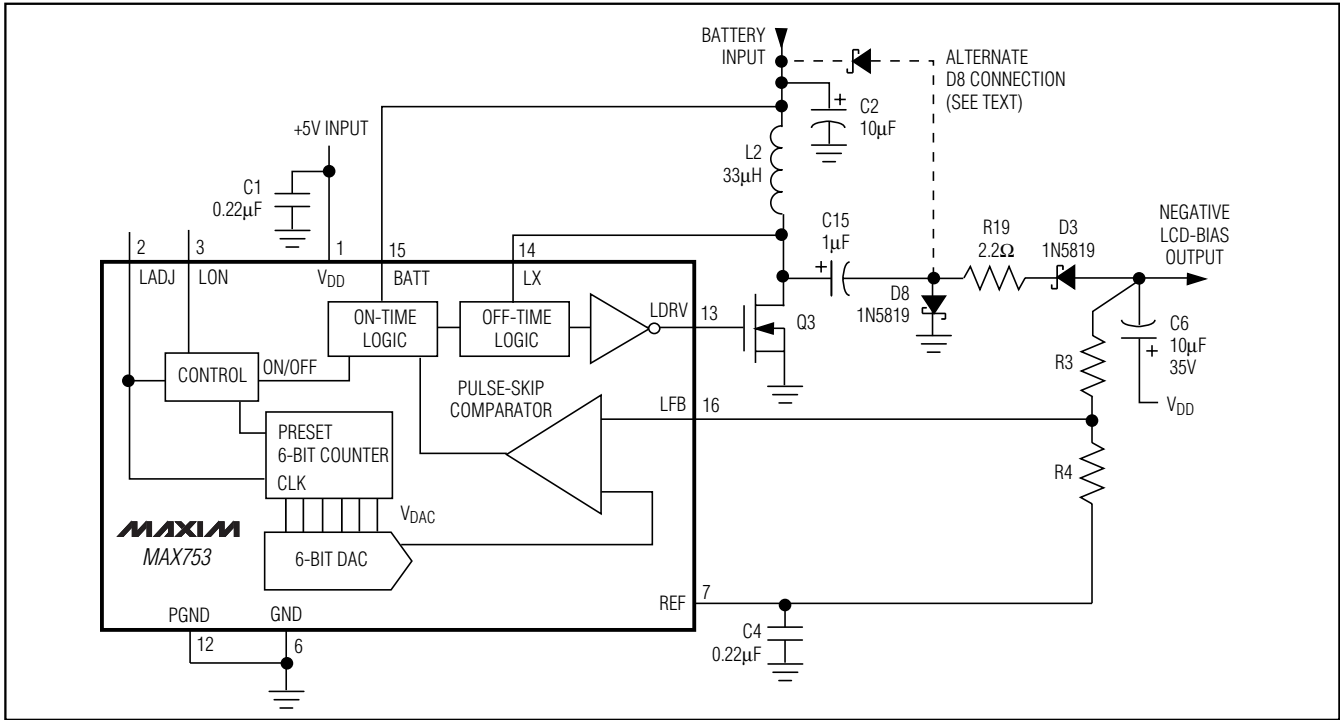 BATTERY
INPUT
ALTERNATE
D8 CONNECTION
(SEE TEXT)
+
C2
10µF
+5V INPUT
L2
33µH
C1
0.22µF
C15
1µF
+
R19
2.2Ω
D3
1N5819
NEGATIVE
LCD-BIAS
OUTPUT
2
3
1
15
14
LADJ
LON
VDD
BATT
LX
D8
1N5819
ON-TIME
LOGIC
OFF-TIME
LOGIC
LDRV
13
Q3
C6
10µF
35V
+
R3
CONTROL
ON/OFF
PULSE-SKIP
COMPARATOR
LFB
16
VDD
PRESET
6-BIT COUNTER
CLK
R4
VDAC
MAXIM
MAX753
6-BIT DAC
REF
7
PGND
GND
12
6
C4
0.22µF